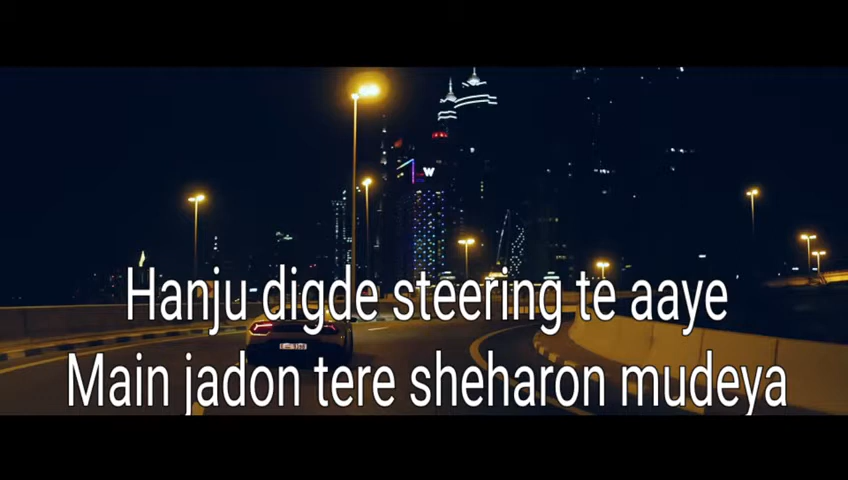 W
Hanju digde steering te aaye
Main jadon tere sheharon mudeya